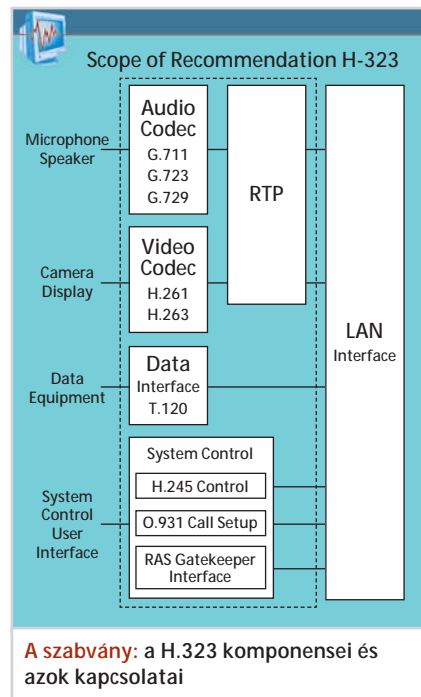 Scope of Recommendation H-323
Microphone
Speaker
Audio
Codec
G.711
G.723
G.729
RTP
LAN
Interface
Camera
Display
Video
Codec
H.261
H.263
Data
Equipment
Data
Interface
T.120
System
Control
User
Interface
System Control
H.245 Control
O.931 Call Setup
RAS Gatekeeper
Interface
A szabvány: a H.323 komponensei és
azok kapcsolatai